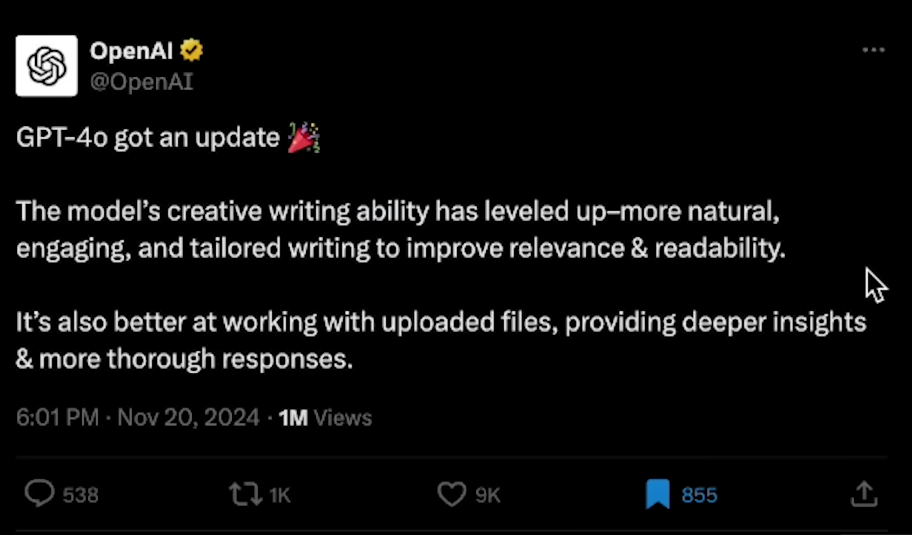 OpenAI
@OpenAI
GPT-4o got an update 🎉
The model’s creative writing ability has leveled up–more natural,
engaging, and tailored writing to improve relevance & readability.
It’s also better at working with uploaded files, providing deeper insights
& more thorough responses.
6:01 PM · Nov 20, 2024 · 1M Views
538 1K 9K 855